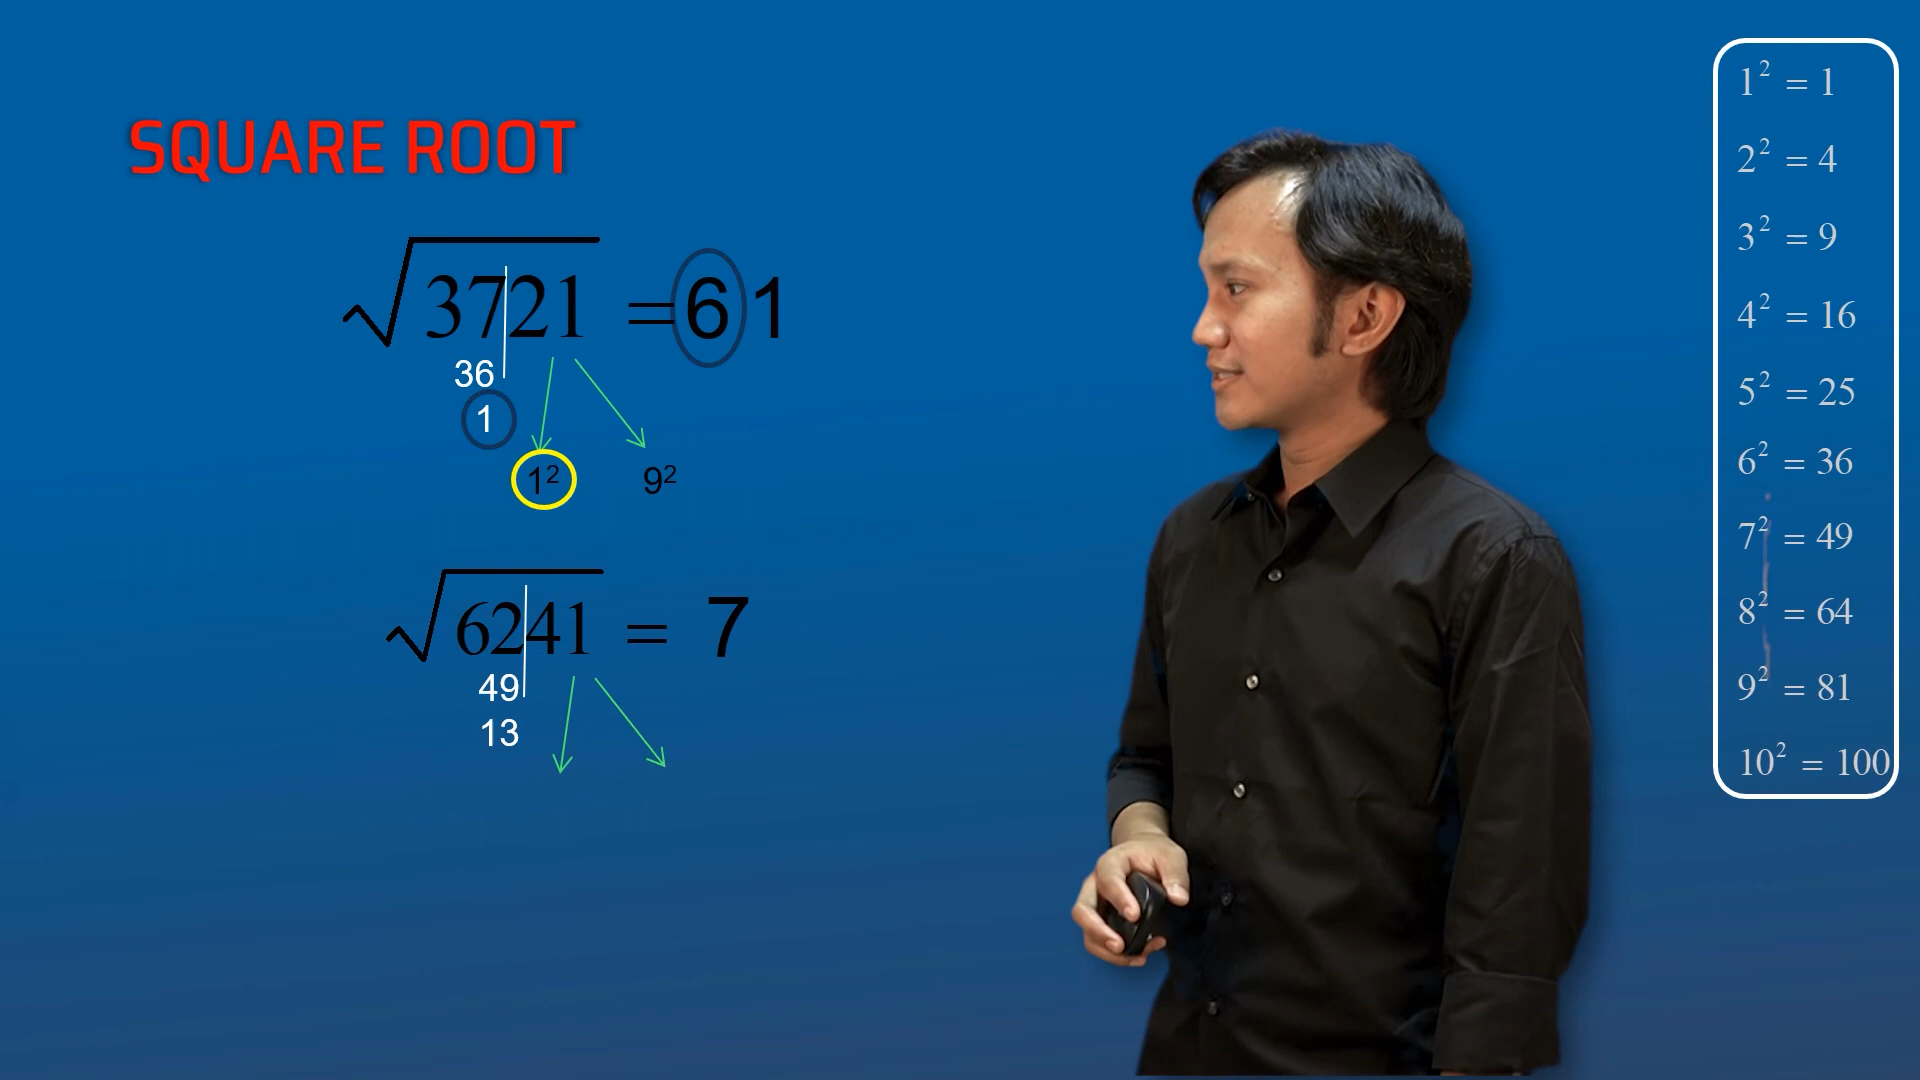 SQUARE ROOT
√3721 = 61
36
1
1² 9²
√6241 = 7
49
13
1² = 1
2² = 4
3² = 9
4² = 16
5² = 25
6² = 36
7² = 49
8² = 64
9² = 81
10² = 100